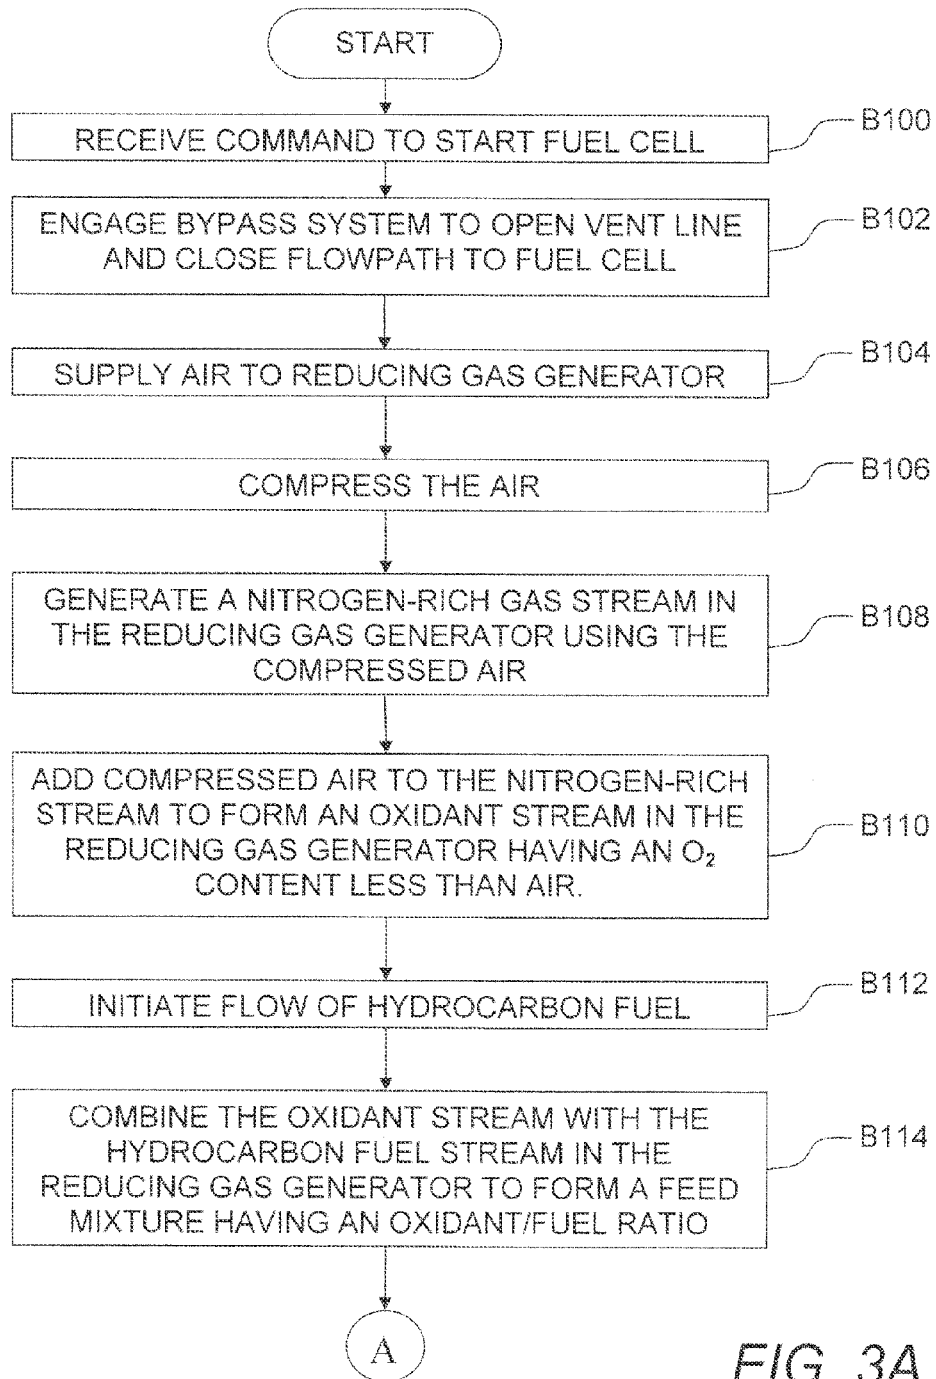 START
RECEIVE COMMAND TO START FUEL CELL
B100
ENGAGE BYPASS SYSTEM TO OPEN VENT LINE
AND CLOSE FLOWPATH TO FUEL CELL
B102
SUPPLY AIR TO REDUCING GAS GENERATOR
B104
COMPRESS THE AIR
B106
GENERATE A NITROGEN-RICH GAS STREAM IN
THE REDUCING GAS GENERATOR USING THE
COMPRESSED AIR
B108
ADD COMPRESSED AIR TO THE NITROGEN-RICH
STREAM TO FORM AN OXIDANT STREAM IN THE
REDUCING GAS GENERATOR HAVING AN O₂
CONTENT LESS THAN AIR.
B110
INITIATE FLOW OF HYDROCARBON FUEL
B112
COMBINE THE OXIDANT STREAM WITH THE
HYDROCARBON FUEL STREAM IN THE
REDUCING GAS GENERATOR TO FORM A FEED
MIXTURE HAVING AN OXIDANT/FUEL RATIO
B114
A
FIG. 3A